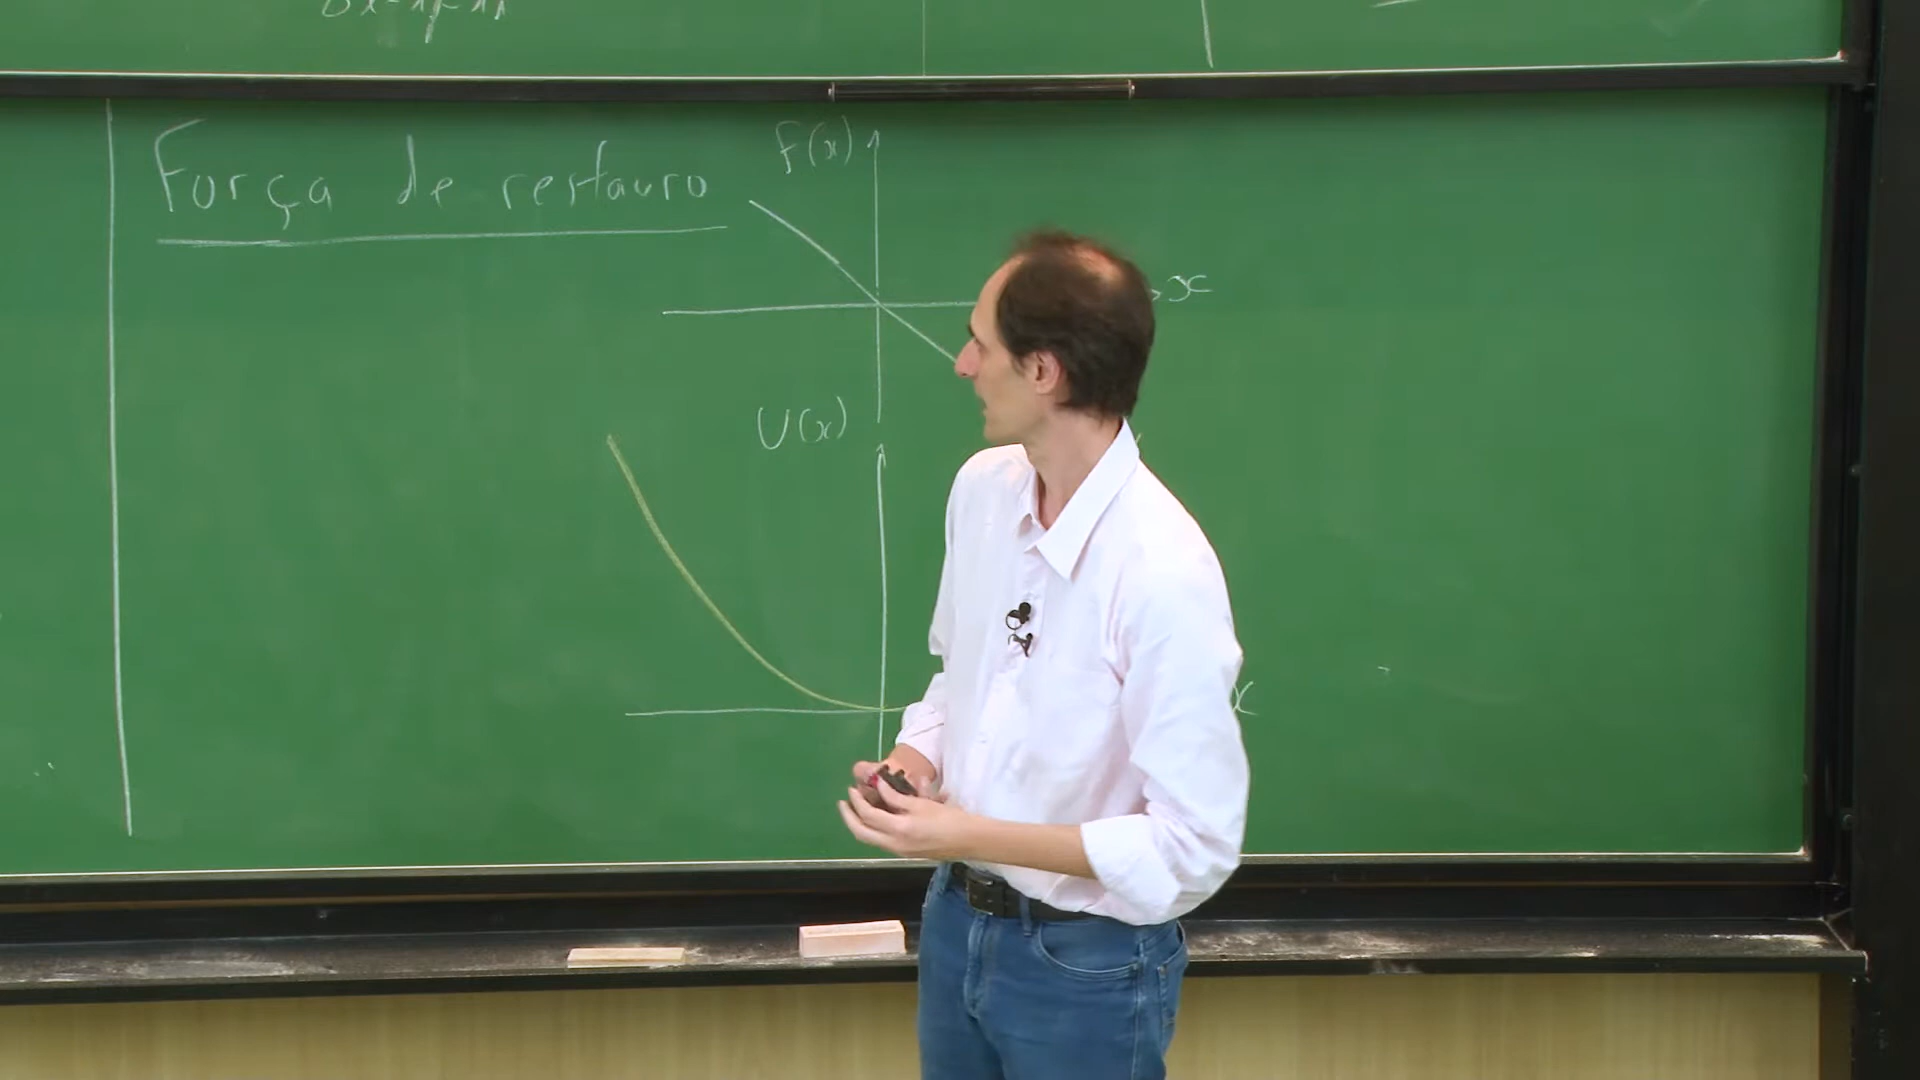 Força de restauro
F(x)
x
U(x)
x